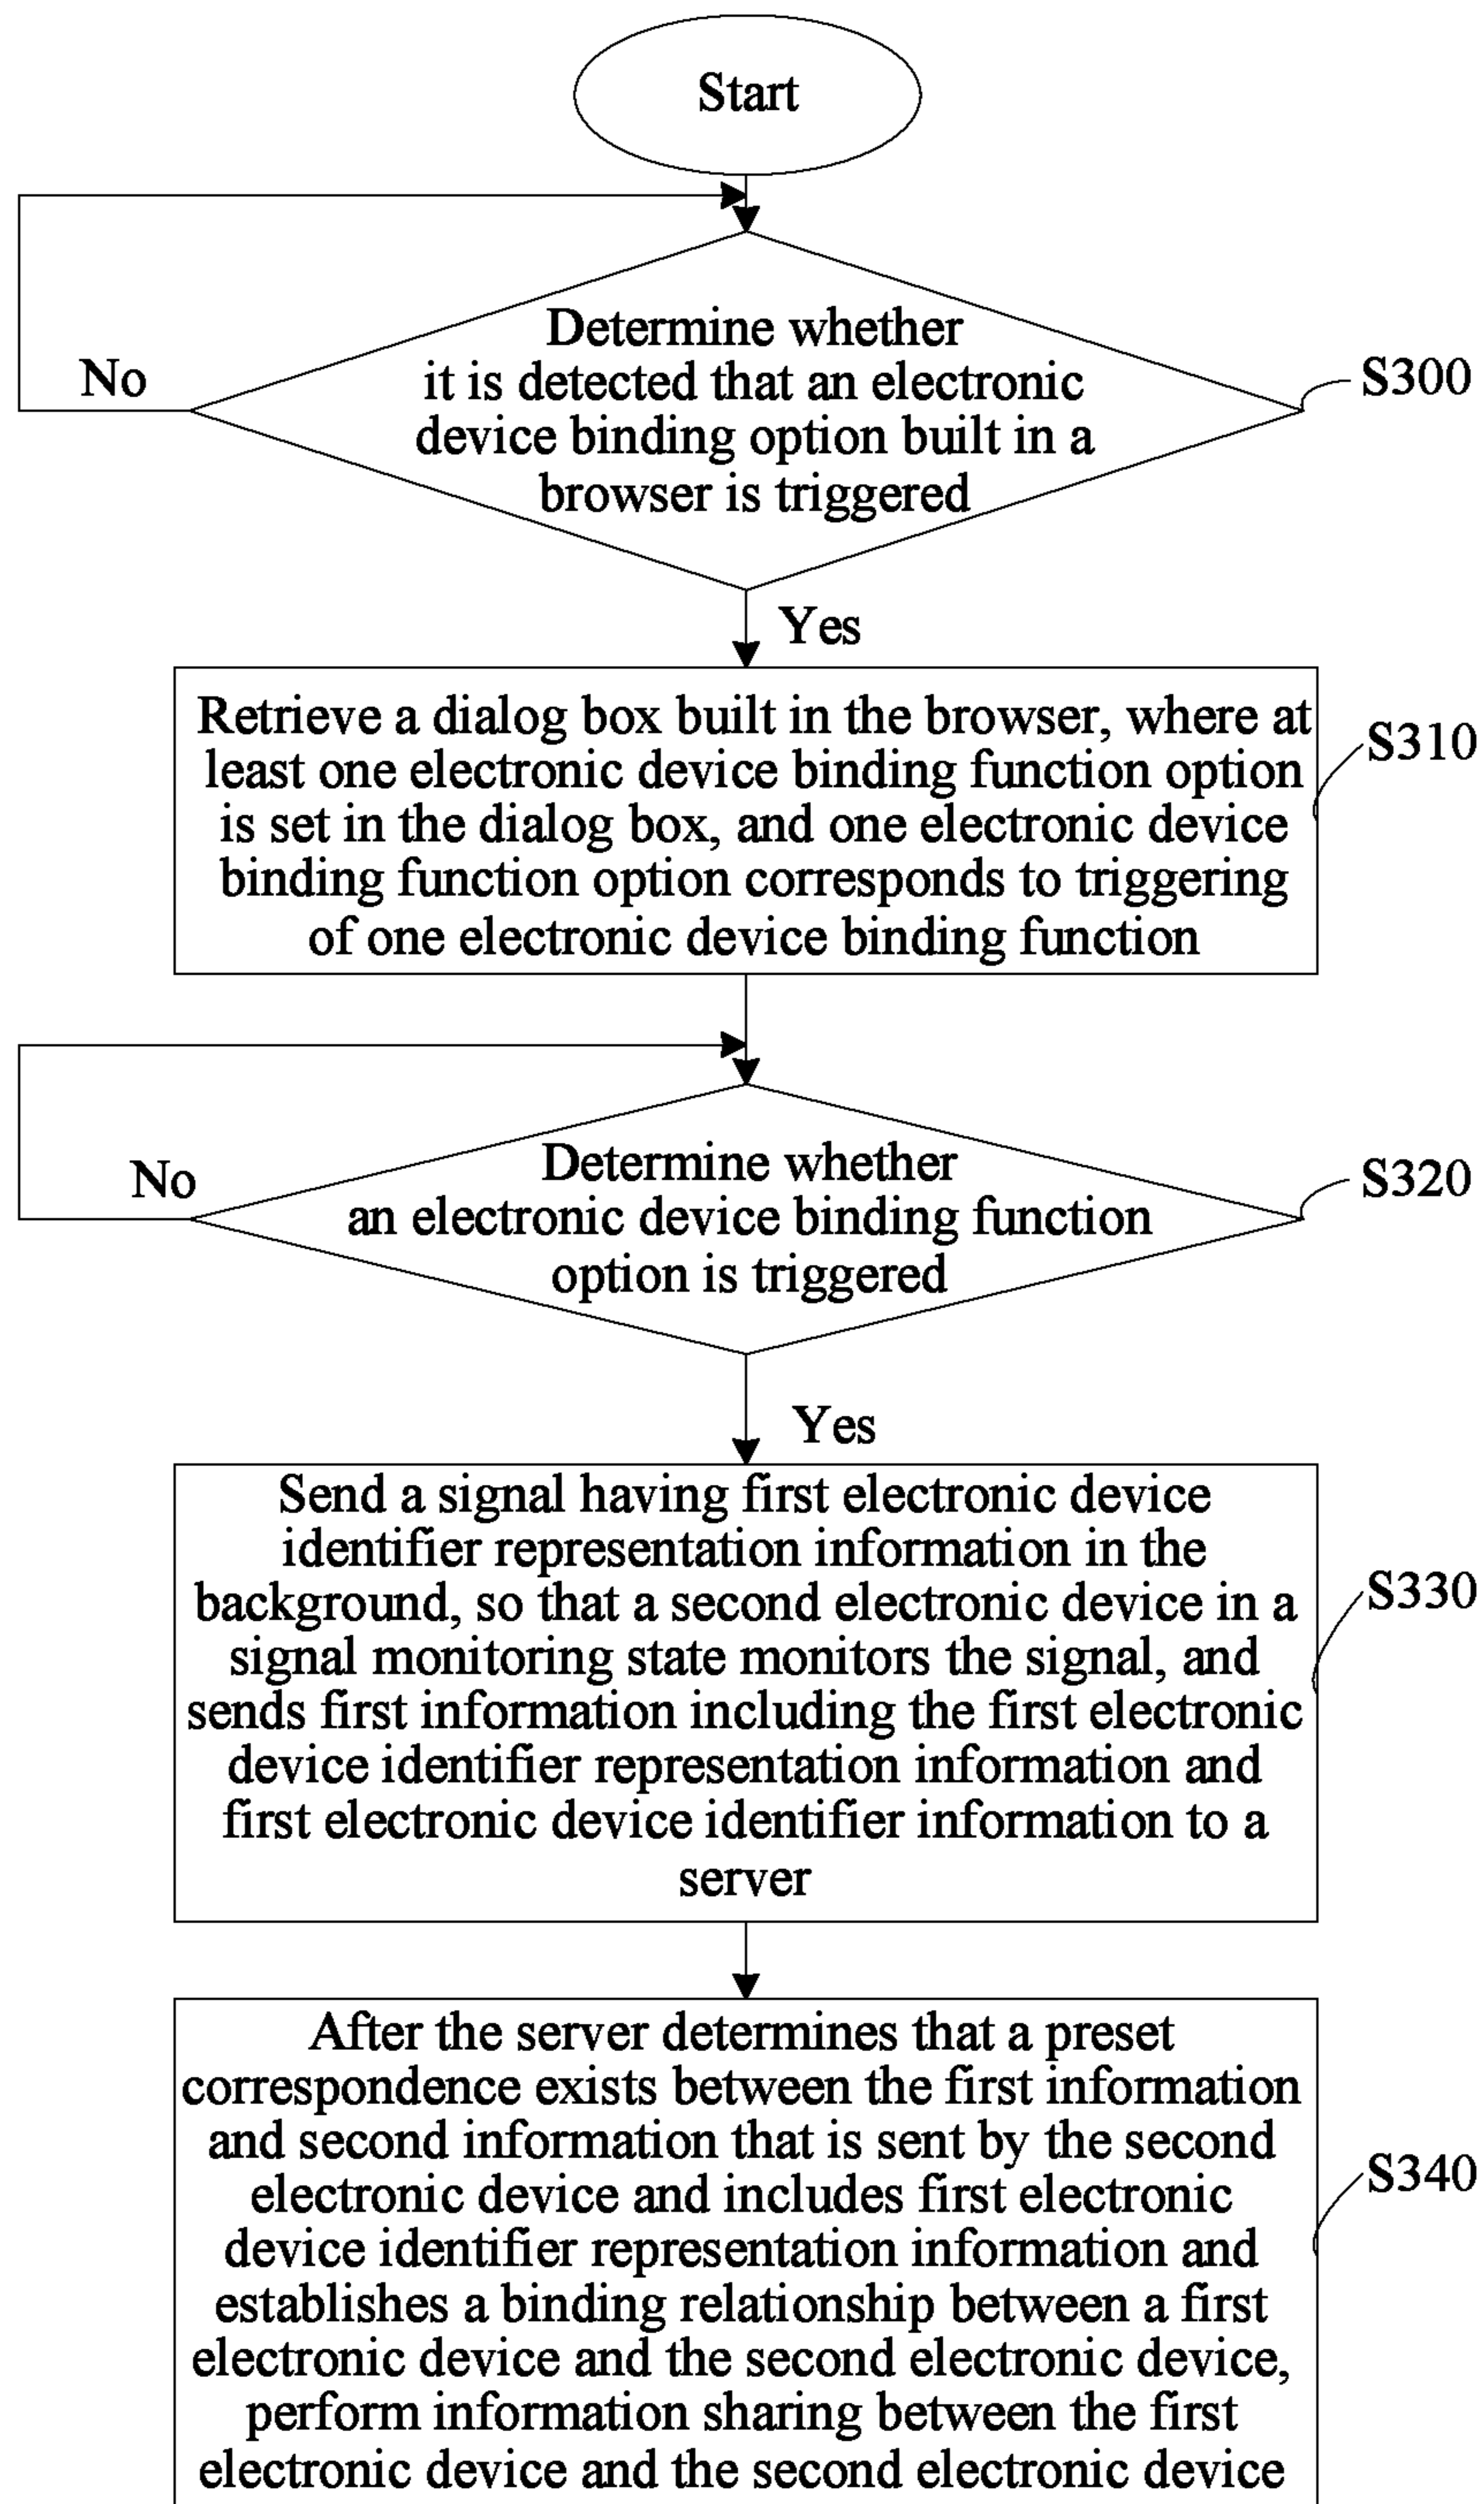 Start
Determine whether
it is detected that an electronic
device binding option built in a
browser is triggered
No
S300
Yes
Retrieve a dialog box built in the browser, where at
least one electronic device binding function option
is set in the dialog box, and one electronic device
binding function option corresponds to triggering
of one electronic device binding function
S310
Determine whether
an electronic device binding function
option is triggered
No
S320
Yes
Send a signal having first electronic device
identifier representation information in the
background, so that a second electronic device in a
signal monitoring state monitors the signal, and
sends first information including the first electronic
device identifier representation information and
first electronic device identifier information to a
server
S330
After the server determines that a preset
correspondence exists between the first information
and second information that is sent by the second
electronic device and includes first electronic
device identifier representation information and
establishes a binding relationship between a first
electronic device and the second electronic device,
perform information sharing between the first
electronic device and the second electronic device
S340